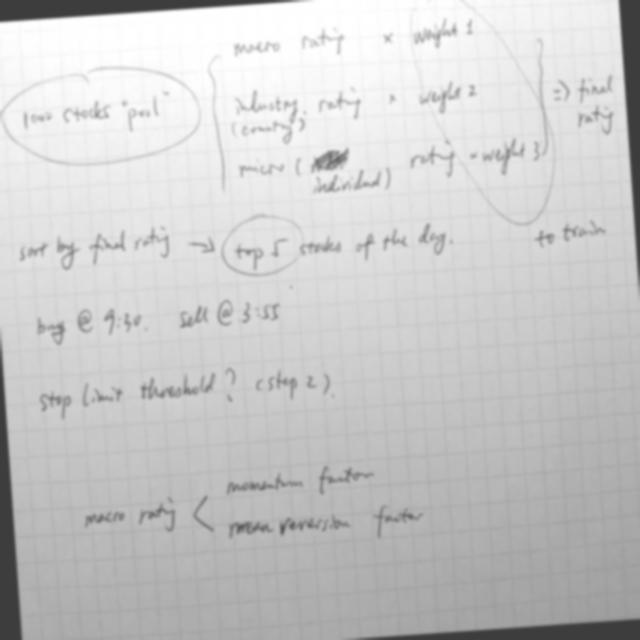 macro rating x weight 1
1000 stocks "pool"
industry rating x weight 2
(country)
micro ( rating x weight 3
individual)
=) final
rating
sort by final rating → top 5 stocks of the day.
to train
buy @ 9:30. sell @ 3:55
stop limit threshold? (step 2).
momentum factor
macro rating <
mean reversion factor